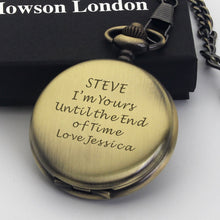 Howson London
STEVE
I'm Yours
Until the End
of Time
Love Jessica